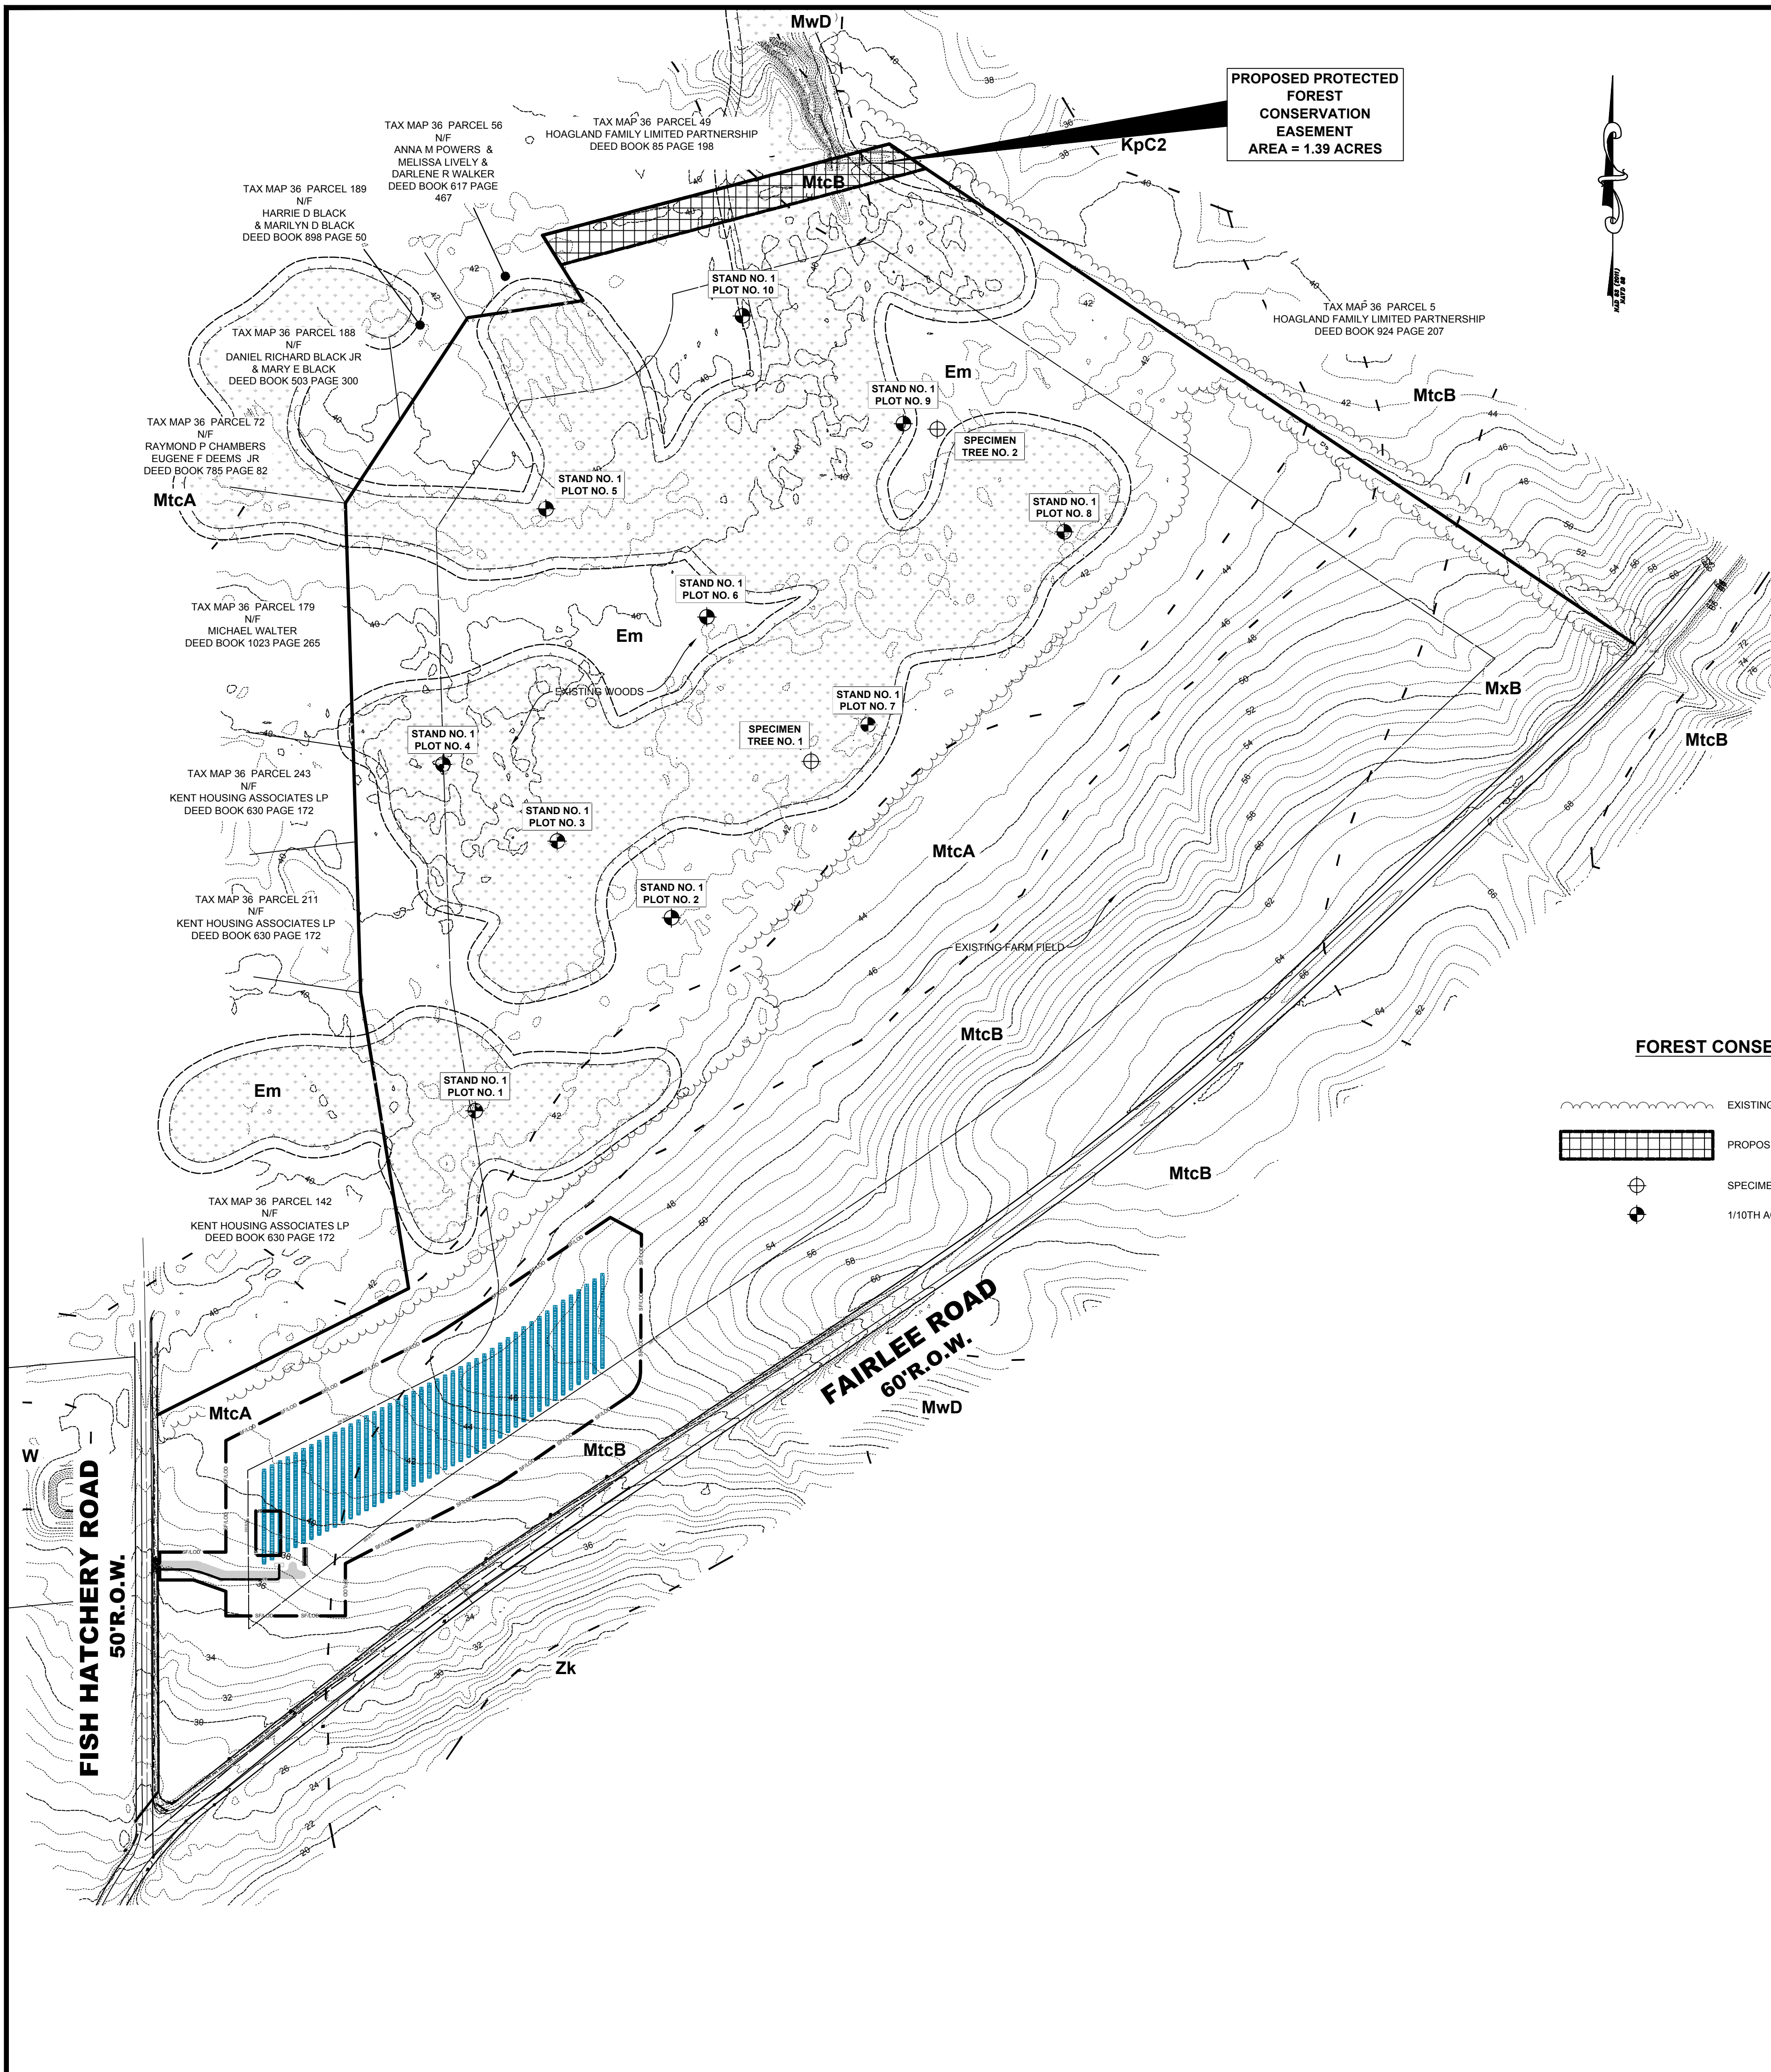 MwD
PROPOSED PROTECTED
FOREST
CONSERVATION
EASEMENT
AREA = 1.39 ACRES
TAX MAP 36 PARCEL 49
HOAGLAND FAMILY LIMITED PARTNERSHIP
DEED BOOK 85 PAGE 198
TAX MAP 36 PARCEL 56
N/F
ANNA M POWERS &
MELISSA LIVELY &
DARLENE R WALKER
DEED BOOK 617 PAGE
467
KpC2
MtcB
TAX MAP 36 PARCEL 189
N/F
HARRIE D BLACK
& MARILYN D BLACK
DEED BOOK 898 PAGE 50
STAND NO. 1
PLOT NO. 10
TAX MAP 36 PARCEL 5
HOAGLAND FAMILY LIMITED PARTNERSHIP
DEED BOOK 924 PAGE 207
TAX MAP 36 PARCEL 188
N/F
DANIEL RICHARD BLACK JR
& MARY E BLACK
DEED BOOK 503 PAGE 300
Em
STAND NO. 1
PLOT NO. 9
MtcB
TAX MAP 36 PARCEL 72
N/F
RAYMOND P CHAMBERS
EUGENE F DEEMS JR
DEED BOOK 785 PAGE 82
SPECIMEN
TREE NO. 2
MtcA
STAND NO. 1
PLOT NO. 5
STAND NO. 1
PLOT NO. 8
STAND NO. 1
PLOT NO. 6
TAX MAP 36 PARCEL 179
N/F
MICHAEL WALTER
DEED BOOK 1023 PAGE 265
Em
EXISTING WOODS
MxB
STAND NO. 1
PLOT NO. 7
SPECIMEN
TREE NO. 1
STAND NO. 1
PLOT NO. 4
MtcB
TAX MAP 36 PARCEL 243
N/F
KENT HOUSING ASSOCIATES LP
DEED BOOK 630 PAGE 172
STAND NO. 1
PLOT NO. 3
MtcA
STAND NO. 1
PLOT NO. 2
TAX MAP 36 PARCEL 211
N/F
KENT HOUSING ASSOCIATES LP
DEED BOOK 630 PAGE 172
EXISTING FARM FIELD
MtcB
FOREST CONSE
Em
STAND NO. 1
PLOT NO. 1
EXISTING
PROPOS
MtcB
SPECIME
1/10TH A
TAX MAP 36 PARCEL 142
N/F
KENT HOUSING ASSOCIATES LP
DEED BOOK 630 PAGE 172
FAIRLEE ROAD
60'R.O.W.
MwD
MtcA
MtcB
W
FISH HATCHERY ROAD
50'R.O.W.
Zk